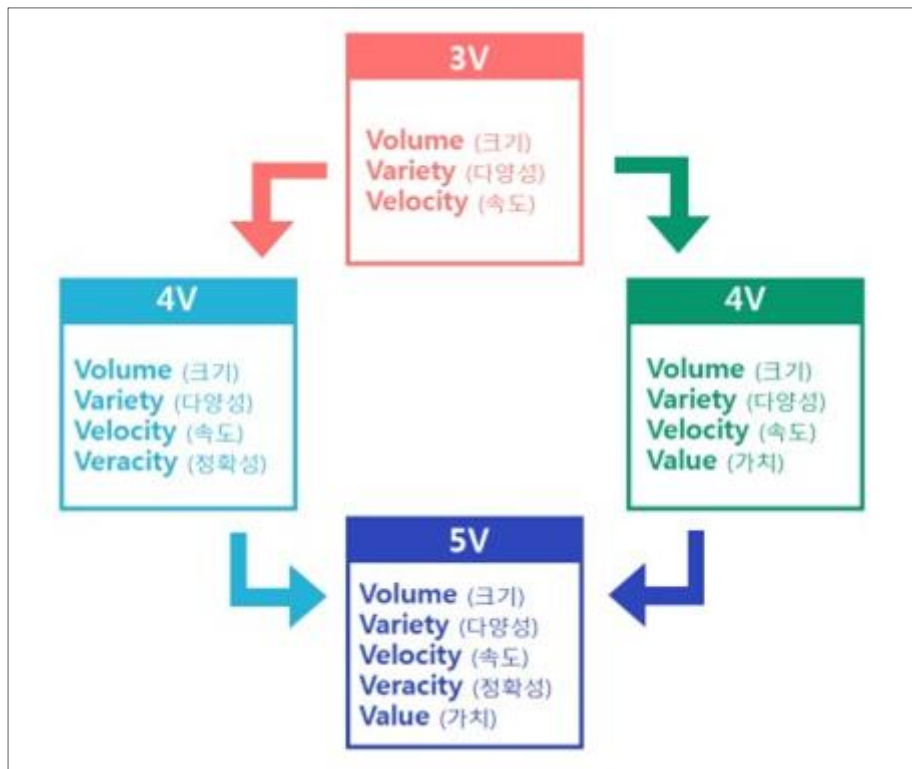 3V
Volume (크기)
Variety (다양성)
Velocity (속도)
4V
Volume (크기)
Variety (다양성)
Velocity (속도)
Veracity (정확성)
4V
Volume (크기)
Variety (다양성)
Velocity (속도)
Value (가치)
5V
Volume (크기)
Variety (다양성)
Velocity (속도)
Veracity (정확성)
Value (가치)